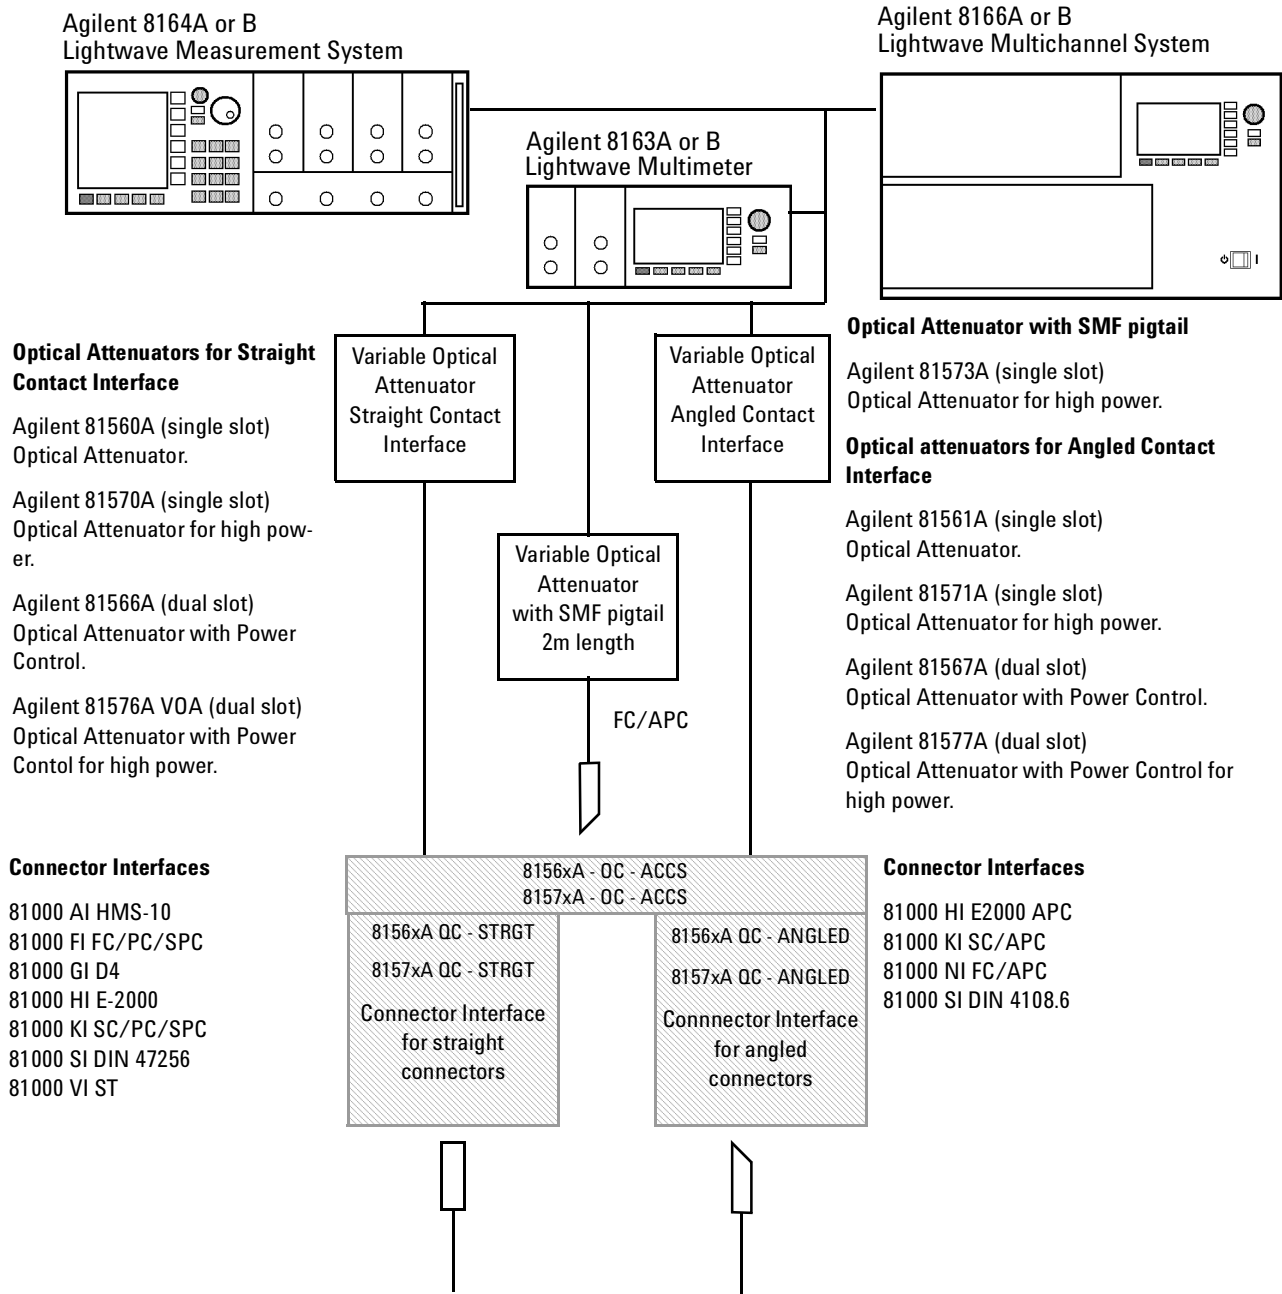 Agilent 8164A or B
Lightwave Measurement System
Agilent 8166A or B
Lightwave Multichannel System
Agilent 8163A or B
Lightwave Multimeter
Optical Attenuators for Straight
Contact Interface
Agilent 81560A (single slot)
Optical Attenuator.
Agilent 81570A (single slot)
Optical Attenuator for high pow-
er.
Agilent 81566A (dual slot)
Optical Attenuator with Power
Control.
Agilent 81576A VOA (dual slot)
Optical Attenuator with Power
Contol for high power.
Variable Optical
Attenuator
Straight Contact
Interface
Variable Optical
Attenuator
with SMF pigtail
2m length
FC/APC
Variable Optical
Attenuator
Angled Contact
Interface
Optical Attenuator with SMF pigtail
Agilent 81573A (single slot)
Optical Attenuator for high power.
Optical attenuators for Angled Contact
Interface
Agilent 81561A (single slot)
Optical Attenuator.
Agilent 81571A (single slot)
Optical Attenuator for high power.
Agilent 81567A (dual slot)
Optical Attenuator with Power Control.
Agilent 81577A (dual slot)
Optical Attenuator with Power Control for
high power.
Connector Interfaces
81000 AI HMS-10
81000 FI FC/PC/SPC
81000 GI D4
81000 HI E-2000
81000 KI SC/PC/SPC
81000 SI DIN 47256
81000 VI ST
8156xA - OC - ACCS
8157xA - OC - ACCS
8156xA QC - STRGT
8157xA QC - STRGT
Connector Interface
for straight
connectors
8156xA QC - ANGLED
8157xA QC - ANGLED
Connnector Interface
for angled
connectors
Connector Interfaces
81000 HI E2000 APC
81000 KI SC/APC
81000 NI FC/APC
81000 SI DIN 4108.6